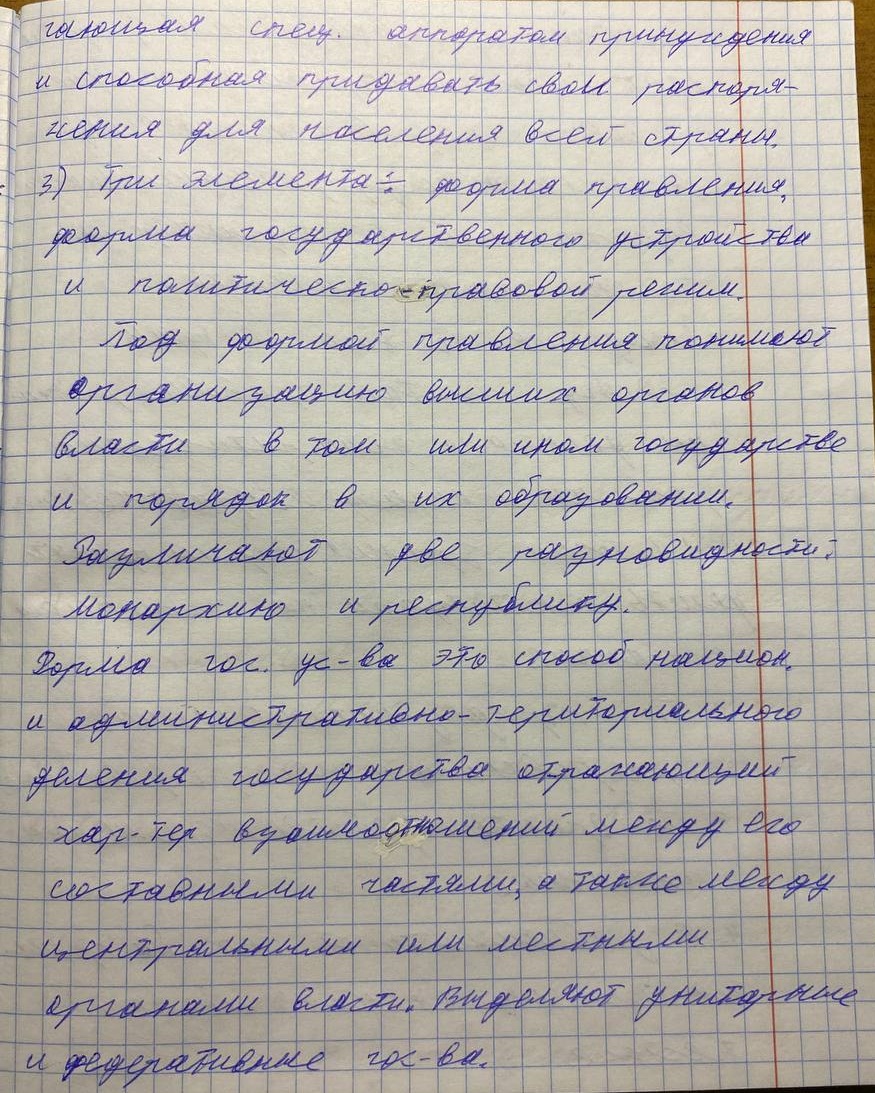 гающая спец. аппаратом принуждения
и способная придавать свои распоря-
жения для населения всей страны.
3) Три элемента: форма правления,
форма государственного устройства
и политическо-правовой режим.
Под формой правления понимают
организацию высших органов
власти в том или ином государстве
и порядок в их образовании.
Различают две разновидности:
монархию и республику.
Форма гос. ус-ва это способ национ.
и административно-териториального
деления государства отражающий
хар-тер взаимоотношений между его
составными частями, а также между
центральными или местными
органами власти. Выделяют унитарные
и федеративные гос-ва.